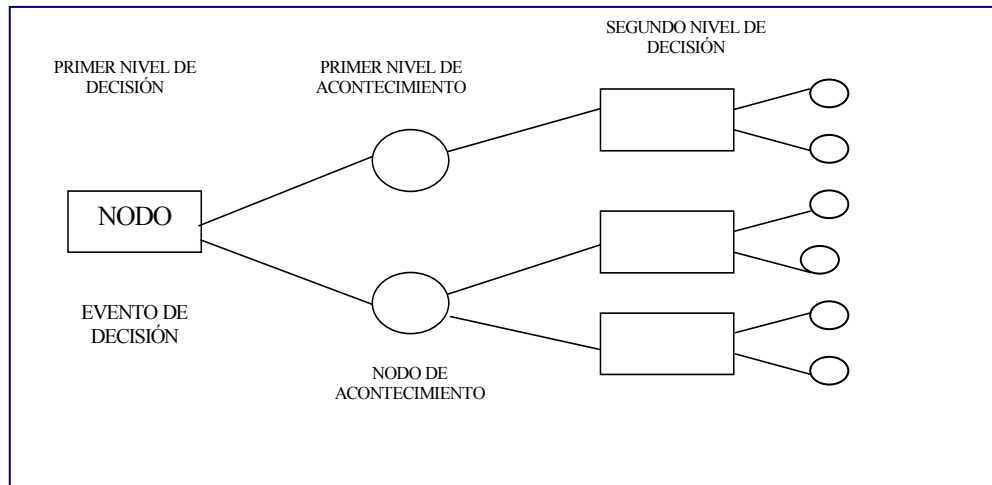 SEGUNDO NIVEL DE
DECISIÓN
PRIMER NIVEL DE
DECISIÓN
PRIMER NIVEL DE
ACONTECIMIENTO
NODO
EVENTO DE
DECISIÓN
NODO DE
ACONTECIMIENTO